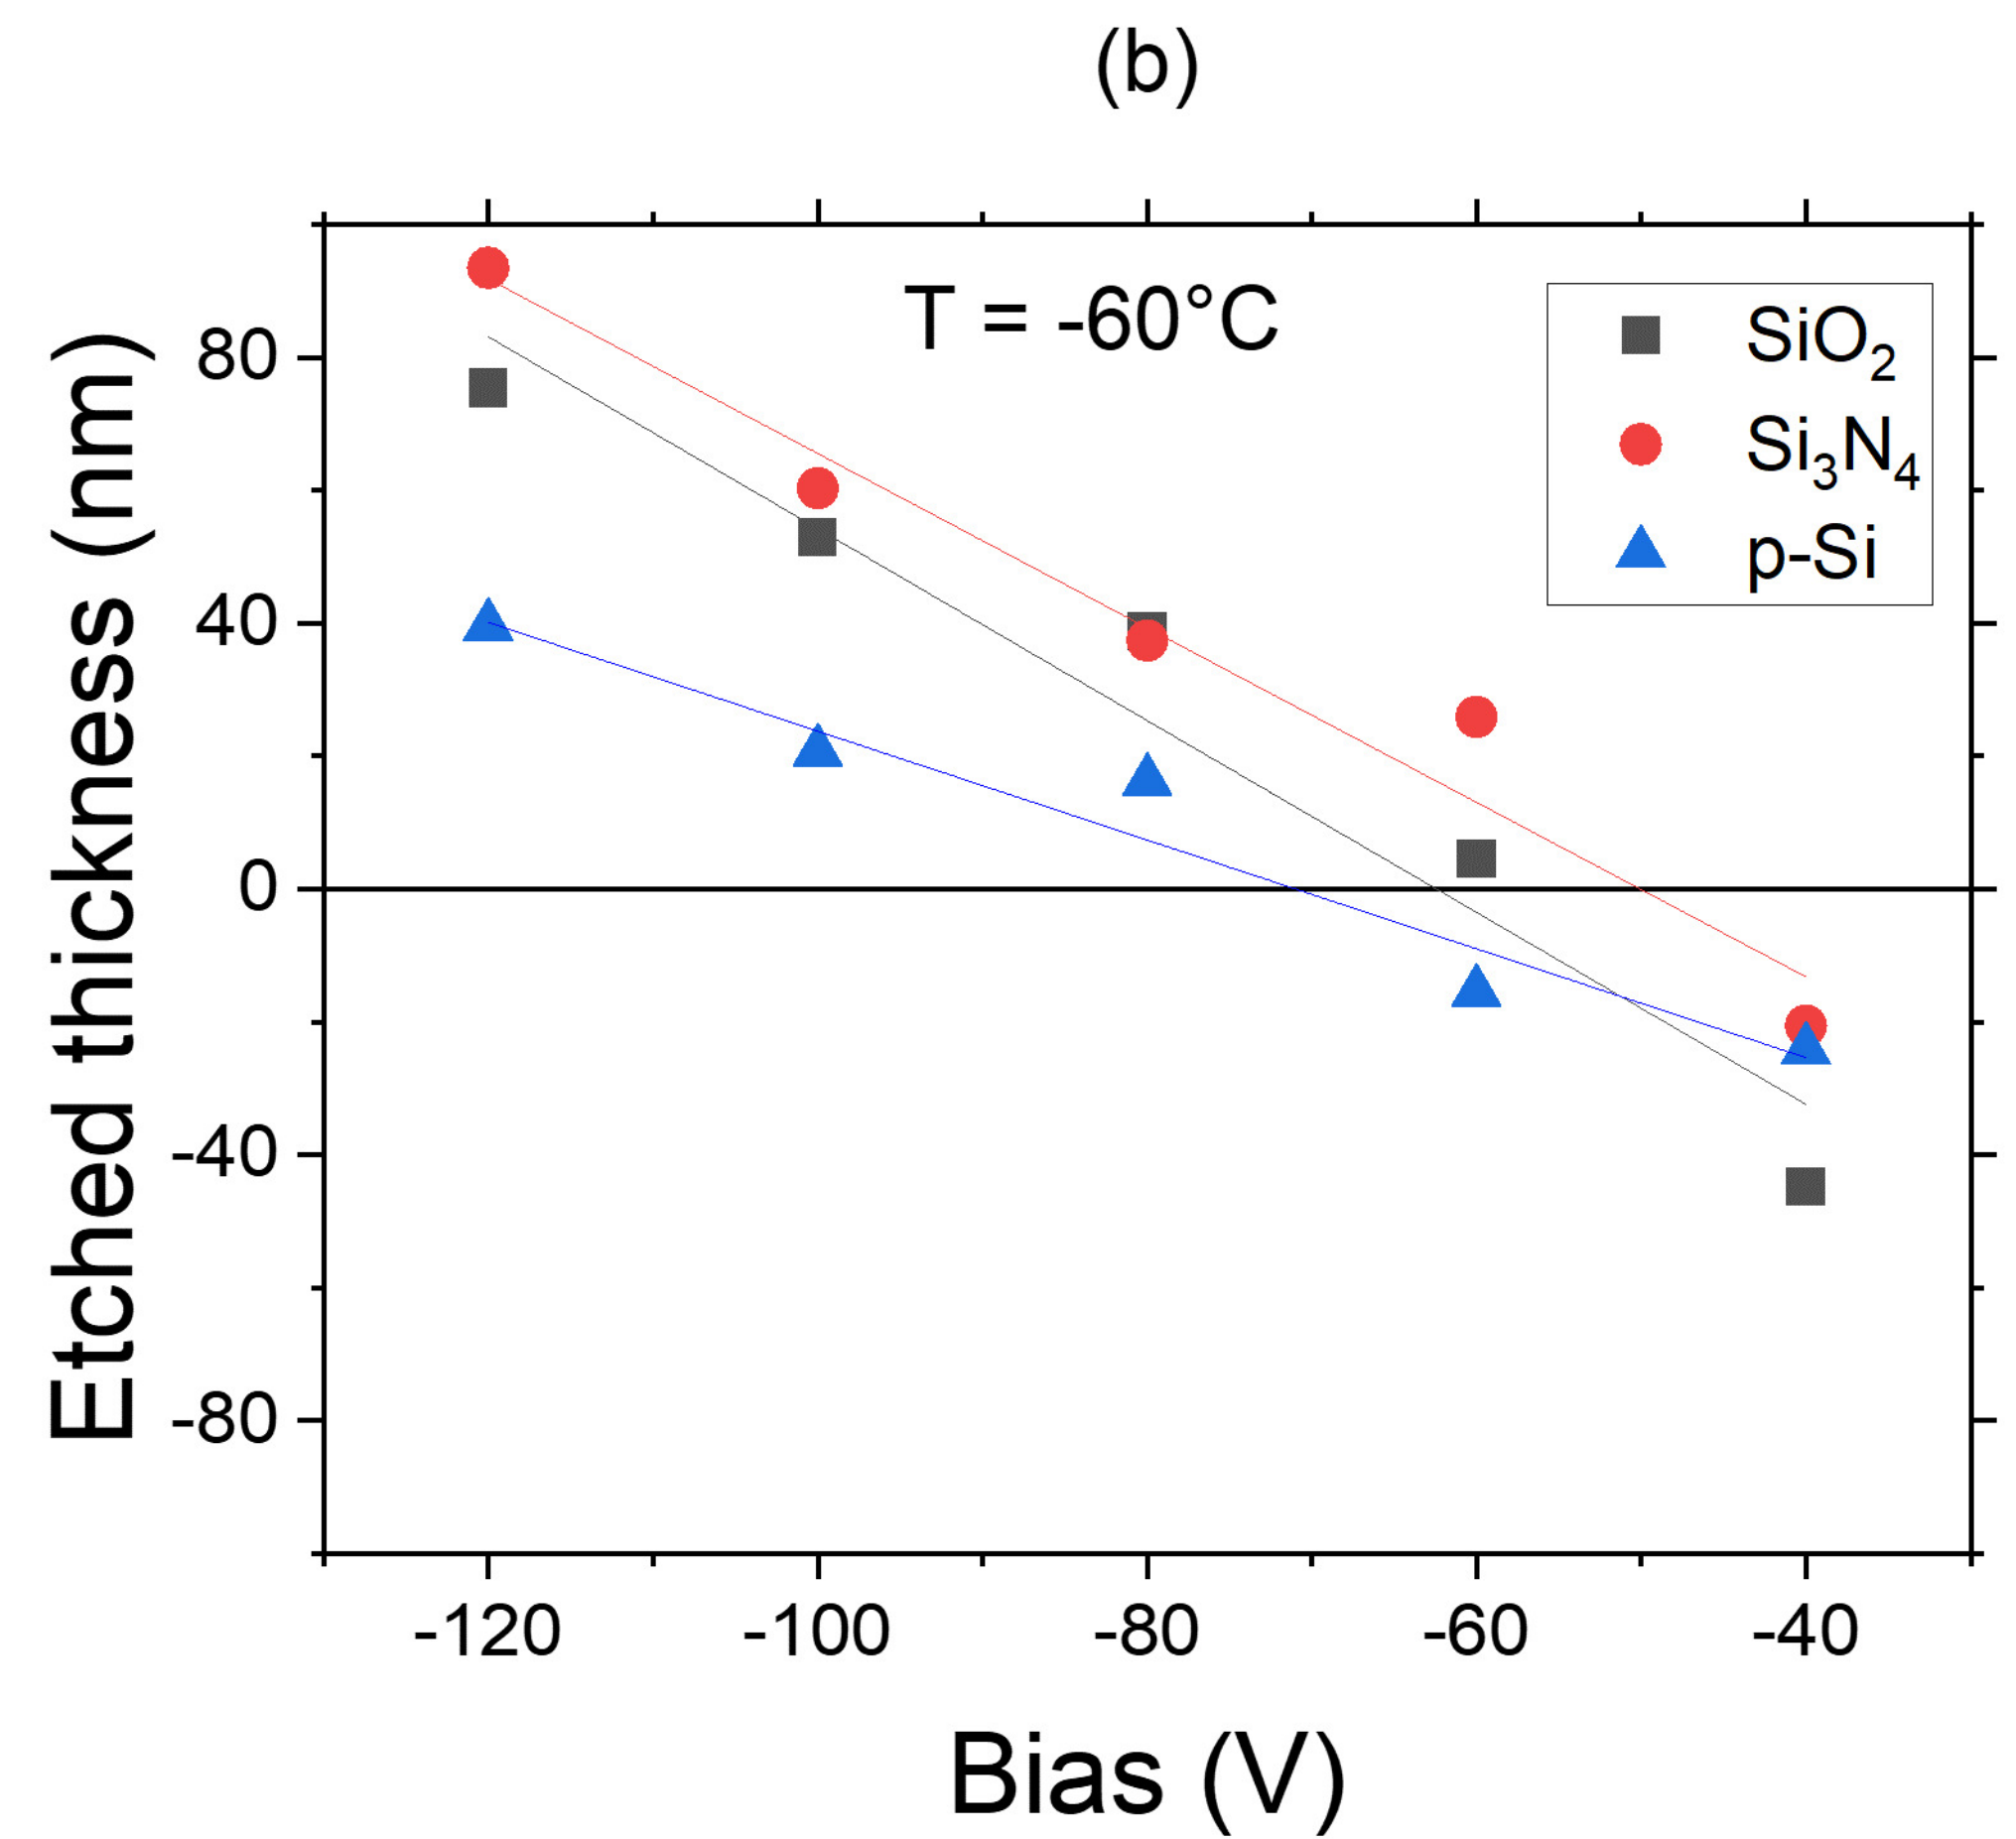 (b)
T = -60°C
SiO₂
Si₃N₄
p-Si
80
40
0
-40
-80
Etched thickness (nm)
-120 -100 -80 -60 -40
Bias (V)